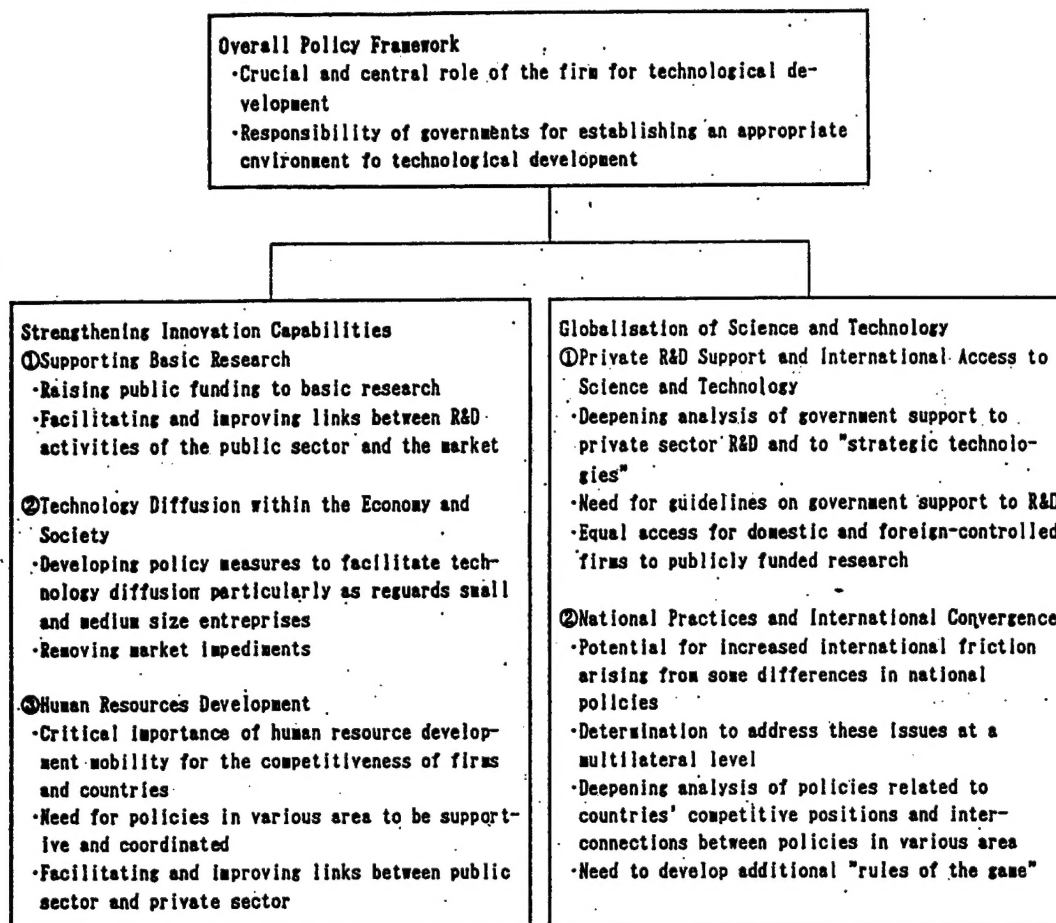 Overall Policy Framework
・Crucial and central role of the firm for technological de-
velopment
・Responsibility of governments for establishing an appropriate
environment fo technological development
Strengthening Innovation Capabilities
①Supporting Basic Research
・Raising public funding to basic research
・Facilitating and improving links between R&D
activities of the public sector and the market
②Technology Diffusion within the Economy and
Society
・Developing policy measures to facilitate tech-
nology diffusion particularly as reguards small
and medium size entreprises
・Removing market impediments
③Human Resources Development
・Critical importance of human resource develop-
ment mobility for the competitiveness of firms
and countries
・Need for policies in various area to be support-
ive and coordinated
・Facilitating and improving links between public
sector and private sector
Globalisation of Science and Technology
①Private R&D Support and International Access to
Science and Technology
・Deepening analysis of government support to
private sector R&D and to "strategic technolo-
gies"
・Need for guidelines on government support to R&D
・Equal access for domestic and foreign-controlled
firms to publicly funded research
②National Practices and International Convergence
・Potential for increased international friction
arising from some differences in national
policies
・Determination to address these issues at a
multilateral level
・Deepening analysis of policies related to
countries' competitive positions and inter-
connections between policies in various area
・Need to develop additional "rules of the game"